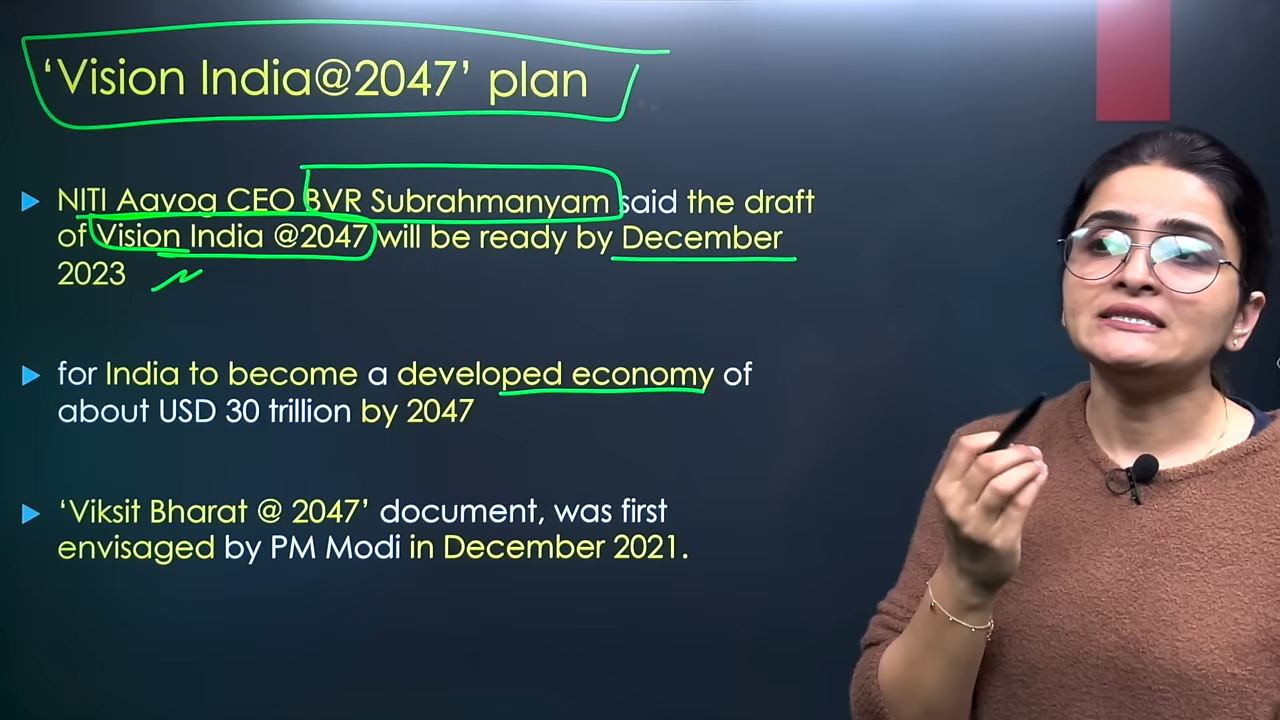 ‘Vision India@2047’ plan
NITI Aayog CEO BVR Subrahmanyam said the draft
of Vision India @2047 will be ready by December
2023
for India to become a developed economy of
about USD 30 trillion by 2047
‘Viksit Bharat @ 2047’ document, was first
envisaged by PM Modi in December 2021.